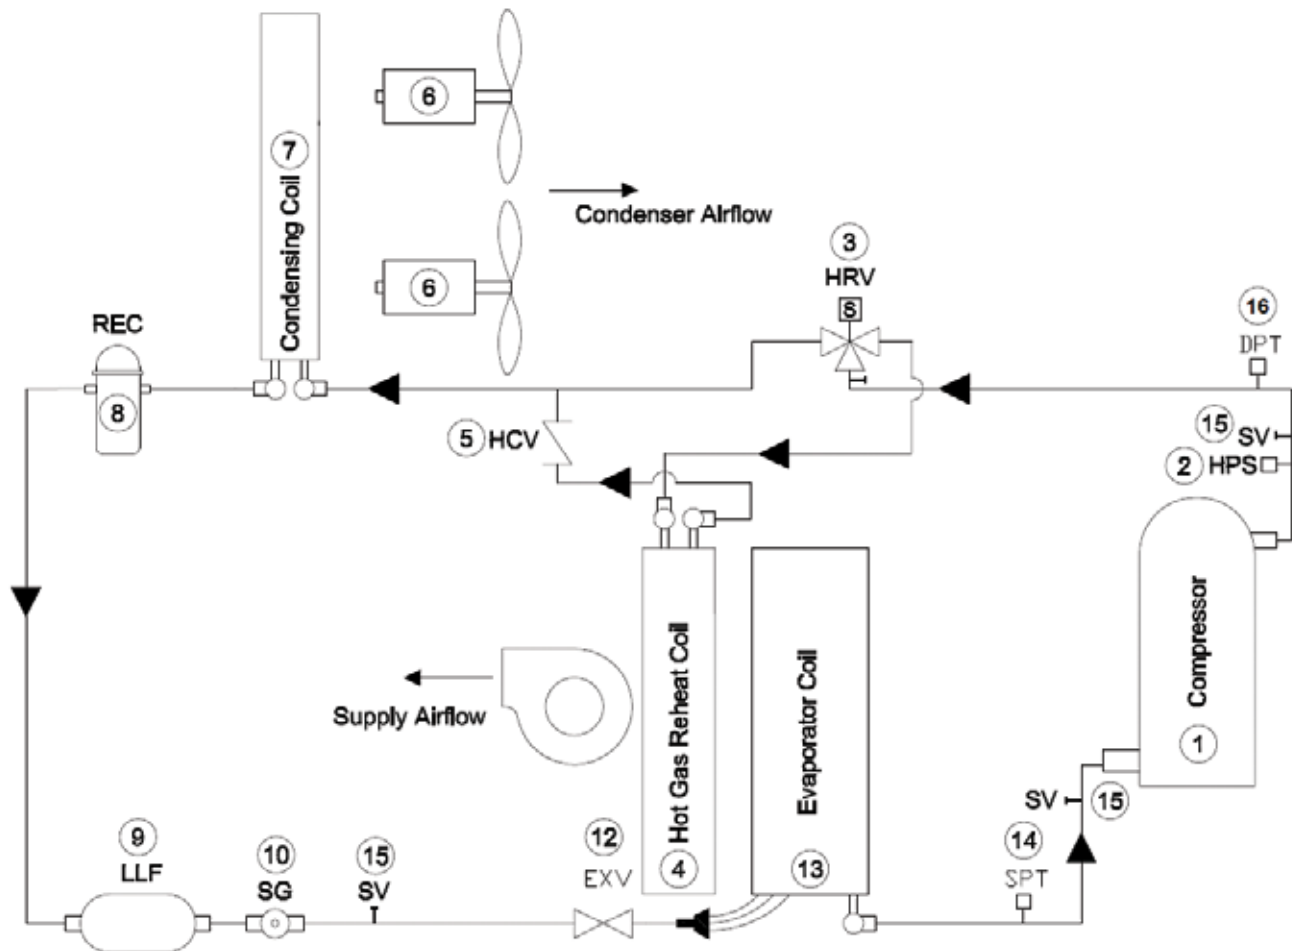 6
7
Condensing Coil
Condenser Airflow
6
3
HRV
S
16
DPT
REC
8
5 HCV
15 SV
2 HPS
Compressor
1
Hot Gas Reheat Coil
4
Evaporator Coil
13
Supply Airflow
SV 15
9
LLF
10
SG
15
SV
12
EXV
14
SPT